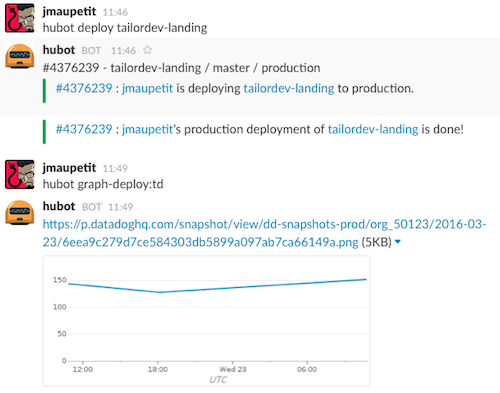 jmaupetit 11:46
hubot deploy tailordev-landing
hubot BOT 11:46
#4376239 - tailordev-landing / master / production
#4376239 : jmaupetit is deploying tailordev-landing to production.
#4376239 : jmaupetit's production deployment of tailordev-landing is done!
jmaupetit 11:49
hubot graph-deploy:td
hubot BOT 11:49
https://p.datadoghq.com/snapshot/view/dd-snapshots-prod/org_50123/2016-03-
23/6eea9c279d7ce584303db5899a097ab7ca66149a.png (5KB)
150
100
50
0
12:00 18:00 Wed 23 06:00
UTC